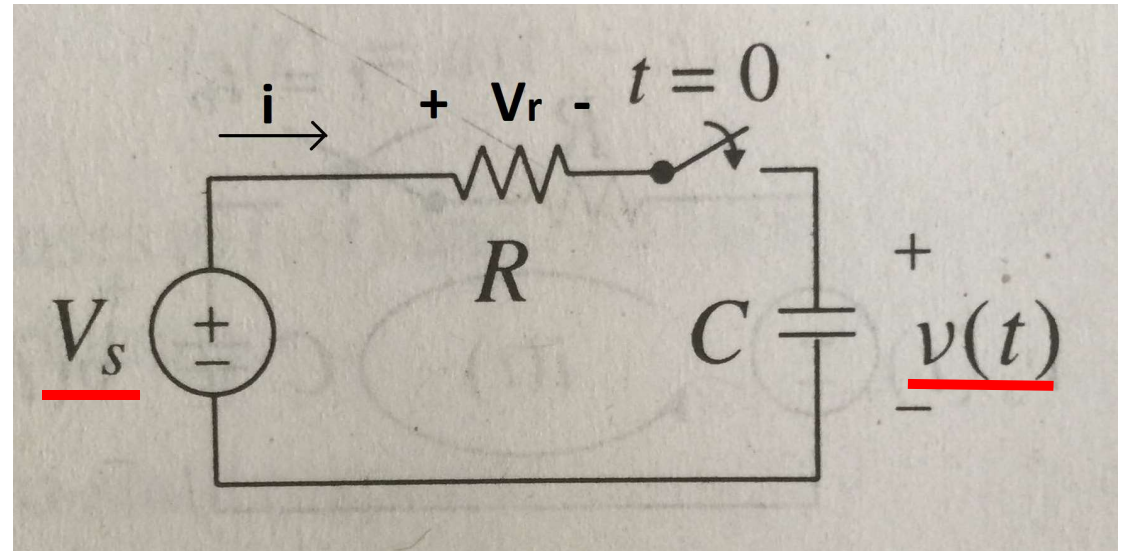 i
+ Vr -
t = 0
R
Vs
+
−
C
+
v(t)
−